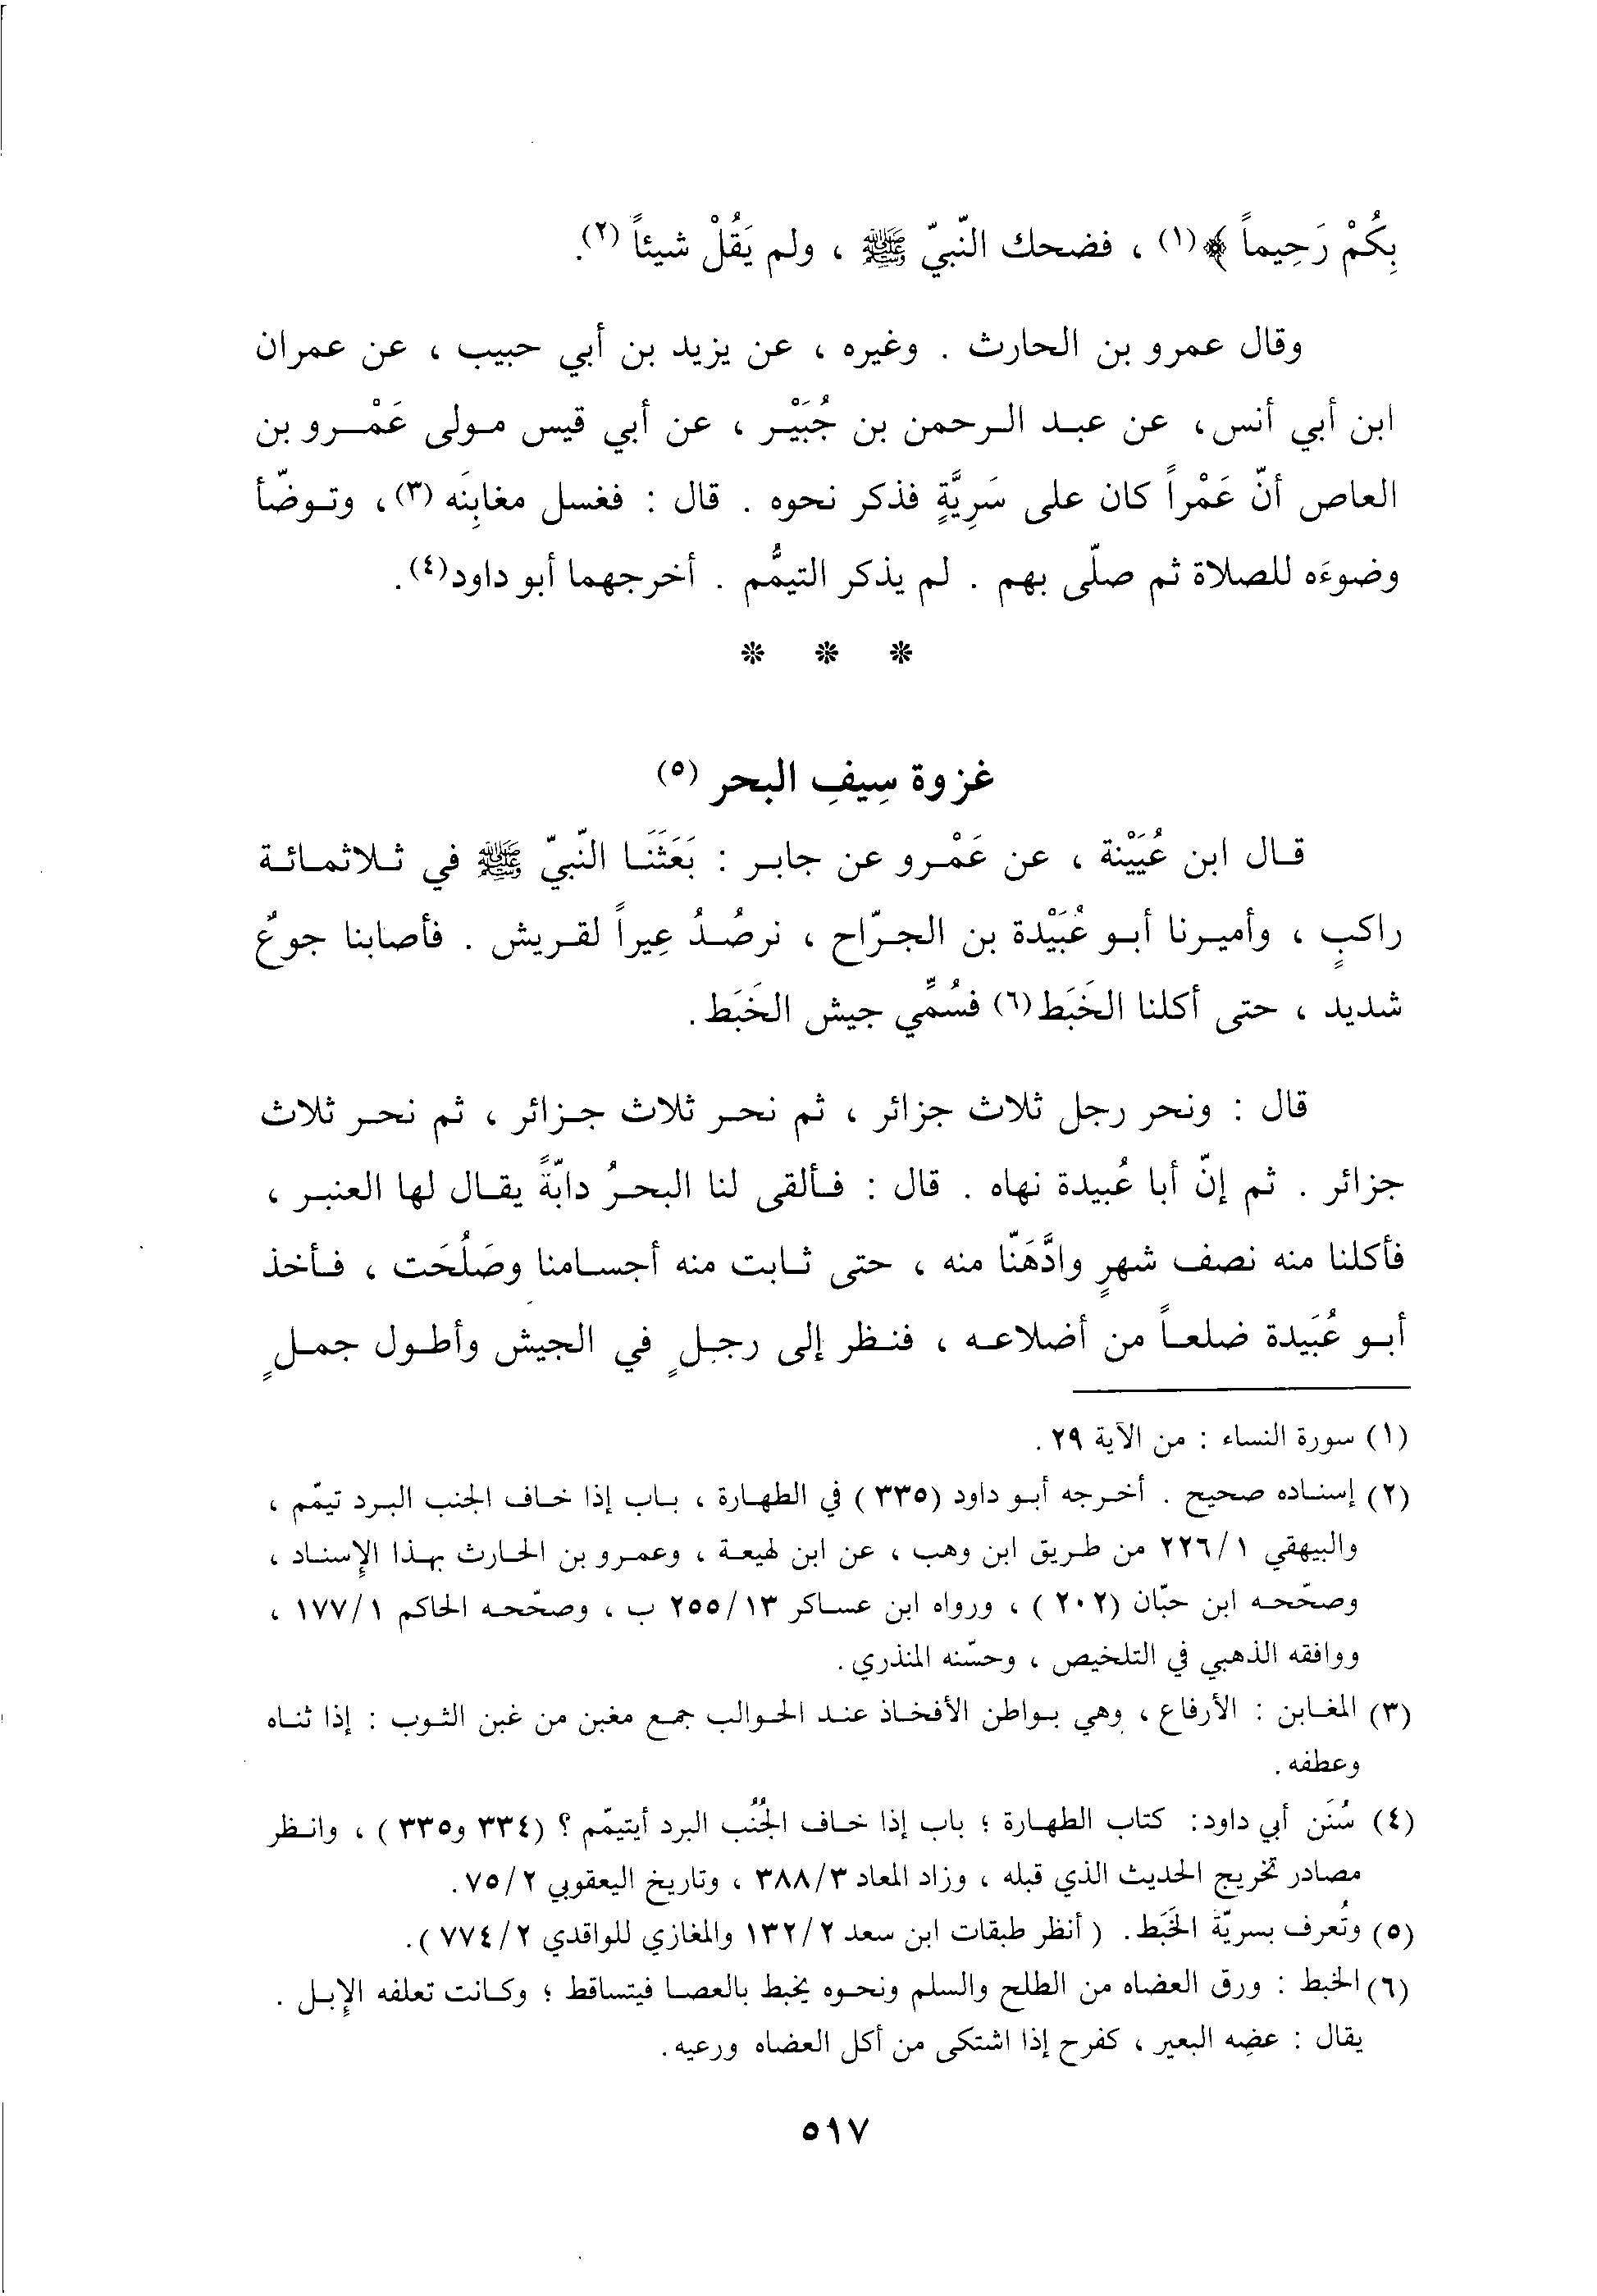 بِكُمْ رَحِيماً ﴾(١) ، فضحك النّبيّ ﷺ ، ولم يَقُلْ شيئاً (٢).
وقال عمرو بن الحارث . وغيره ، عن يزيد بن أبي حبيب ، عن عمران
ابن أبي أنس، عن عبد الرحمن بن جُبَيْر ، عن أبي قيس مولى عَمْرو بن
العاص أنّ عَمْراً كان على سَرِيَّةٍ فذكر نحوه . قال : فغسل مغابِنَه (٣)، وتوضّأ
وضوءَه للصلاة ثم صلّى بهم . لم يذكر التيمُّم . أخرجهما أبو داود(٤).
* * *
غزوة سِيفِ البحر (٥)
قال ابن عُيَيْنة ، عن عَمْرو عن جابر : بَعَثَنَا النّبيّ ﷺ في ثلاثمائة
راكبٍ ، وأميرنا أبو عُبَيْدة بن الجرّاح ، نرصُدُ عِيراً لقريش . فأصابنا جوعٌ
شديد ، حتى أكلنا الخَبَط(٦) فسُمِّي جيش الخَبَط.
قال : ونحر رجل ثلاث جزائر ، ثم نحر ثلاث جزائر ، ثم نحر ثلاث
جزائر . ثم إنّ أبا عُبيدة نهاه . قال : فألقى لنا البحرُ دابّةً يقال لها العنبر ،
فأكلنا منه نصف شهرٍ وادَّهَنّا منه ، حتى ثابت منه أجسامنا وصَلُحَت ، فأخذ
أبو عُبَيدة ضلعاً من أضلاعه ، فنظر إلى رجلٍ في الجيش وأطول جملٍ
(١) سورة النساء : من الآية ٢٩ .
(٢) إسناده صحيح . أخرجه أبو داود (٣٣٥) في الطهارة ، باب إذا خاف الجنب البرد تيمّم ،
والبيهقي ٢٢٦/١ من طريق ابن وهب ، عن ابن لهيعة ، وعمرو بن الحارث بهذا الإسناد ،
وصحّحه ابن حبّان (٢٠٢) ، ورواه ابن عساكر ٢٥٥/١٣ ب ، وصحّحه الحاكم ١٧٧/١ ،
ووافقه الذهبي في التلخيص ، وحسّنه المنذري.
(٣) المغابن : الأرفاع ، وهي بواطن الأفخاذ عند الحوالب جمع مغبن من غبن الثوب : إذا ثناه
وعطفه .
(٤) سُنَن أبي داود: كتاب الطهارة ؛ باب إذا خاف الجُنُب البرد أيتيمّم ؟ (٣٣٤ و٣٣٥) ، وانظر
مصادر تخريج الحديث الذي قبله ، وزاد المعاد ٣٨٨/٣ ، وتاريخ اليعقوبي ٧٥/٢.
(٥) وتُعرف بسريّة الخَبَط. (أنظر طبقات ابن سعد ١٣٢/٢ والمغازي للواقدي ٧٧٤/٢).
(٦) الخبط : ورق العضاه من الطلح والسلم ونحوه يخبط بالعصا فيتساقط ؛ وكانت تعلفه الإبل .
يقال : عضِه البعير ، كفرح إذا اشتكى من أكل العضاه ورعيه.
٥١٧